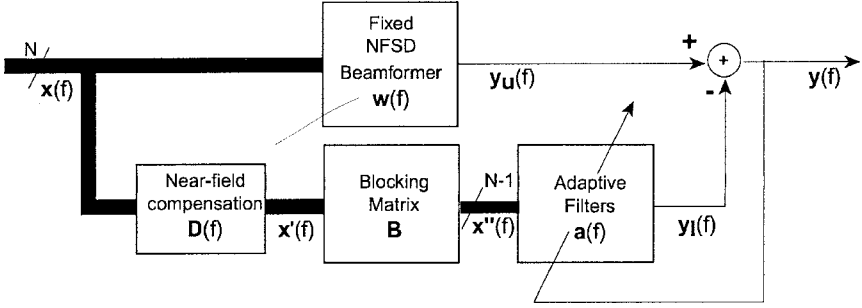 N
x(f)
Fixed
NFSD
Beamformer
w(f)
yu(f)
+
+
-
y(f)
Near-field
compensation
D(f)
x'(f)
Blocking
Matrix
B
N-1
x''(f)
Adaptive
Filters
a(f)
yl(f)